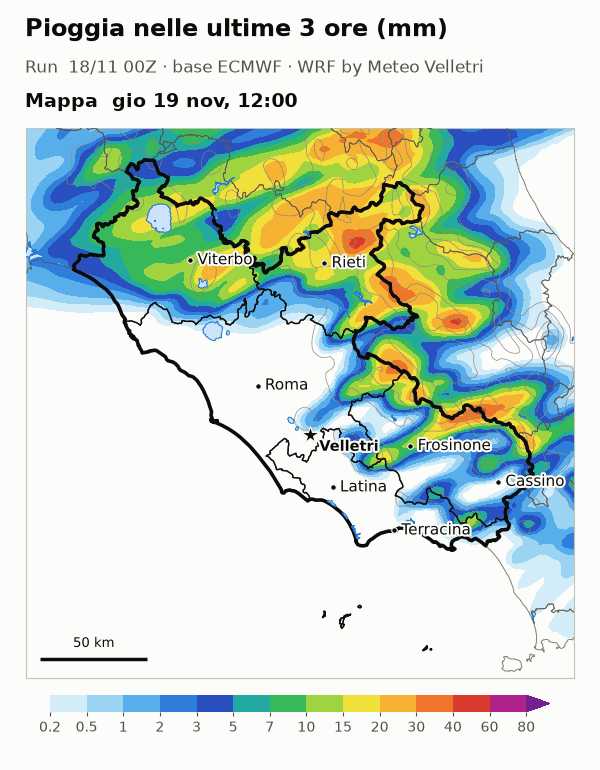 Pioggia nelle ultime 3 ore (mm)
Run  18/11 00Z · base ECMWF · WRF by Meteo Velletri
Mappa  gio 19 nov, 12:00
Viterbo
Rieti
Roma
Velletri
Frosinone
Cassino
Latina
Terracina
50 km
0.2 0.5 1 2 3 5 7 10 15 20 30 40 60 80